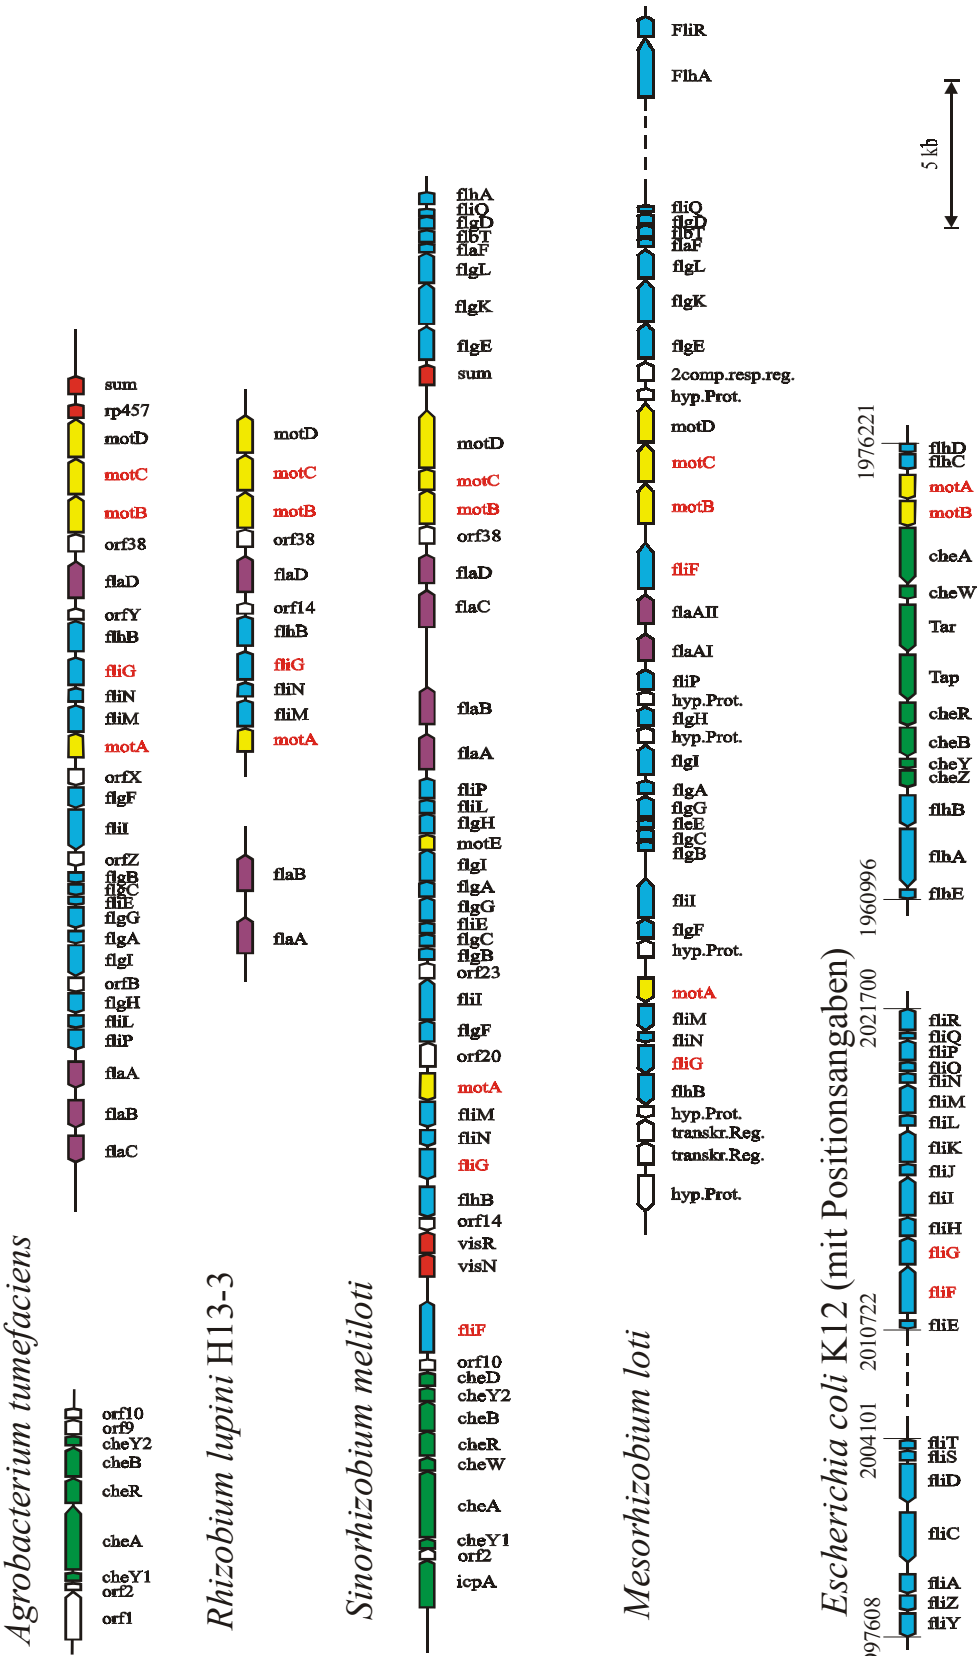 sum
rp457
motD
motC
motB
orf38
flaD
orfY
flhB
fliG
fliN
fliM
motA
orfX
flgF
fliI
orfZ
flgB
flgC
fliE
flgG
flgA
flgI
orfB
flgH
fliL
fliP
flaA
flaB
flaC
orf10
orf9
cheY2
cheB
cheR
cheA
cheY1
orf2
orf1
Agrobacterium tumefaciens
motD
motC
motB
orf38
flaD
orf14
flhB
fliG
fliN
fliM
motA
flaB
flaA
Rhizobium lupini H13-3
flhA
fliQ
flgD
flbT
flaF
flgL
flgK
flgE
sum
motD
motC
motB
orf38
flaD
flaC
flaB
flaA
fliP
fliL
flgH
motE
flgI
flgA
flgG
fliE
flgC
flgB
orf23
fliI
flgF
orf20
motA
fliM
fliN
fliG
flhB
orf14
visR
visN
fliF
orf10
cheD
cheY2
cheB
cheR
cheW
cheA
cheY1
orf2
icpA
Sinorhizobium meliloti
FliR
FlhA
fliQ
flgD
flbT
flaF
flgL
flgK
flgE
2comp.resp.reg.
hyp.Prot.
motD
motC
motB
fliF
flaAII
flaAI
fliP
hyp.Prot.
flgH
hyp.Prot.
flgI
flgA
flgG
fleE
flgC
flgB
fliI
flgF
hyp.Prot.
motA
fliM
fliN
fliG
flhB
hyp.Prot.
transkr.Reg.
transkr.Reg.
hyp.Prot.
Mesorhizobium loti
5 kb
1976221
flhD
flhC
motA
motB
cheA
cheW
Tar
Tap
cheR
cheB
cheY
cheZ
flhB
flhA
flhE
1960996
2021700
fliR
fliQ
fliP
fliO
fliN
fliM
fliL
fliK
fliJ
fliI
fliH
fliG
fliF
fliE
2010722
2004101
fliT
fliS
fliD
fliC
fliA
fliZ
fliY
997608
Escherichia coli K12 (mit Positionsangaben)